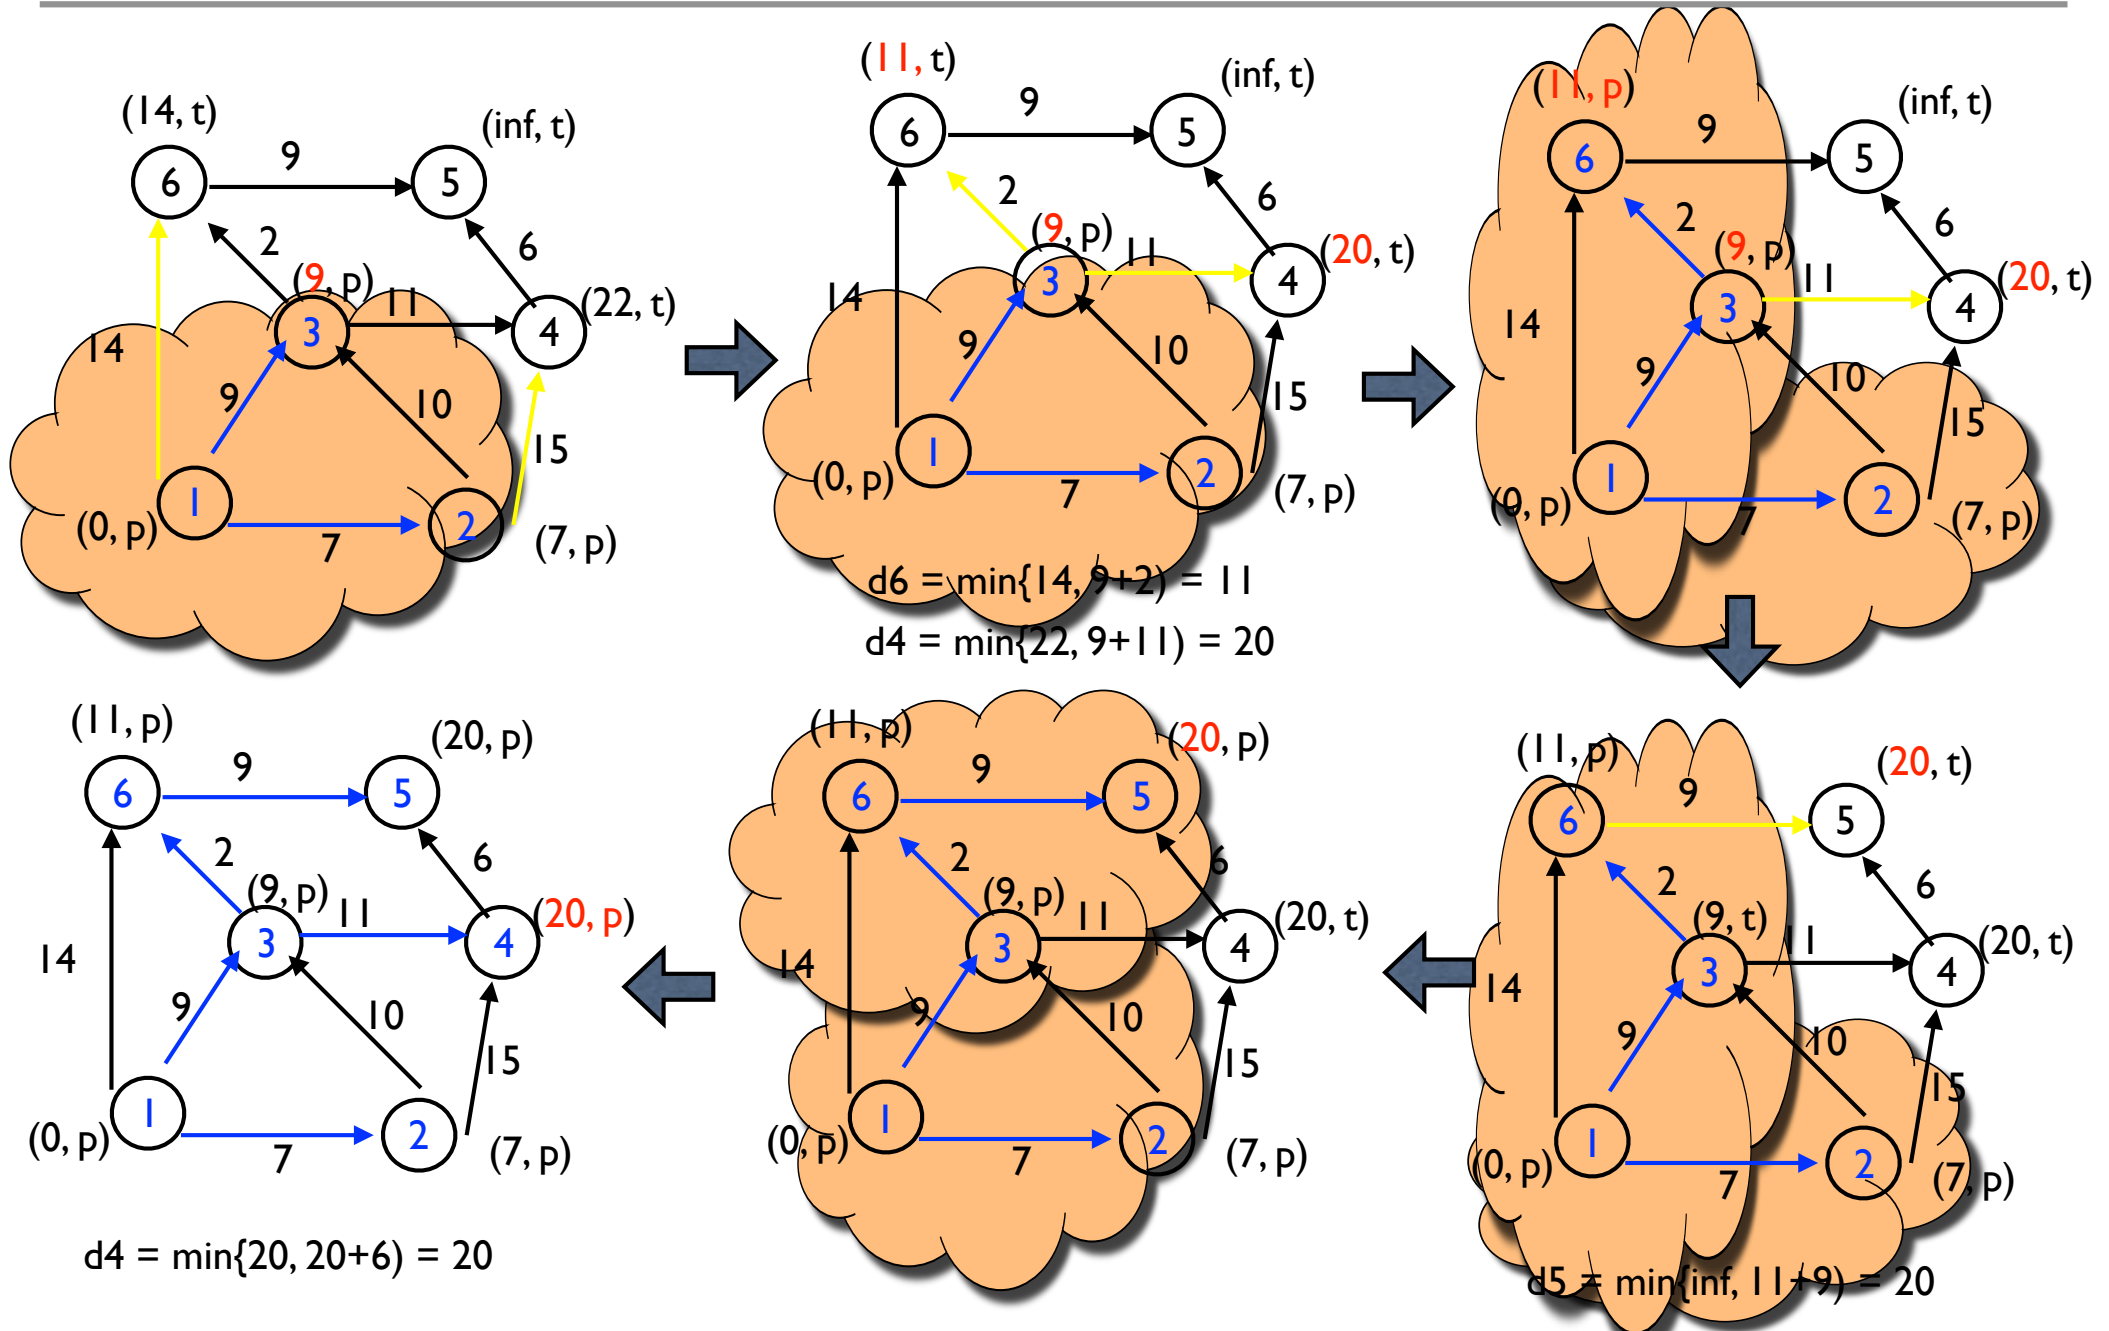 (14, t)
(inf, t)
6
9
5
2
6
(9, p)
11
(22, t)
14
3
4
9
10
15
1
(0, p)
7
2
(7, p)
(11, t)
(inf, t)
6
9
5
2
6
(9, p)
11
(20, t)
14
3
4
9
10
15
1
(0, p)
7
2
(7, p)
d6 = min{14, 9+2) = 11
d4 = min{22, 9+11) = 20
(11, p)
(inf, t)
6
9
5
2
6
(9, p)
11
(20, t)
14
3
4
9
10
15
1
(0, p)
7
2
(7, p)
(11, p)
(20, p)
6
9
5
2
6
(9, p)
11
(20, p)
14
3
4
9
10
15
1
(0, p)
7
2
(7, p)
d4 = min{20, 20+6) = 20
(11, p)
(20, p)
6
9
5
2
6
(9, p)
11
(20, t)
14
3
4
9
10
15
1
(0, p)
7
2
(7, p)
(11, p)
(20, t)
6
9
5
2
6
(9, t)
11
(20, t)
14
3
4
9
10
15
1
(0, p)
7
2
(7, p)
d5 = min{inf, 11+9) = 20